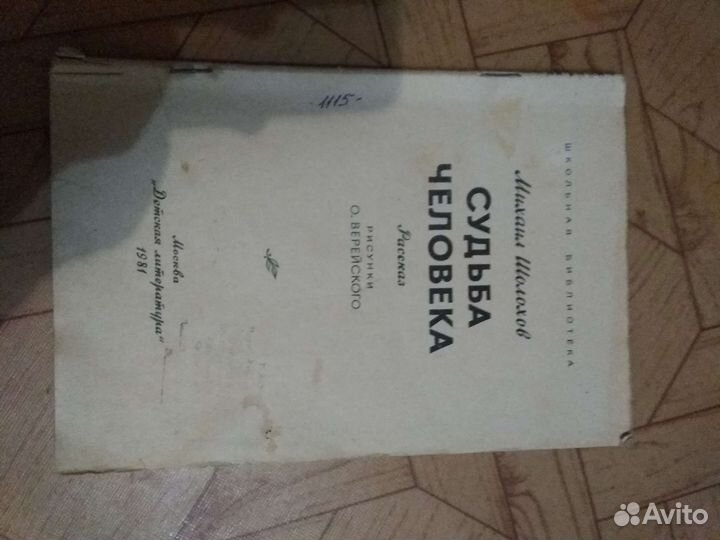 ШКОЛЬНАЯ БИБЛИОТЕКА
Михаил Шолохов
СУДЬБА
ЧЕЛОВЕКА
Рассказ
РИСУНКИ
О. ВЕРЕЙСКОГО
-1115-
Москва
„Детская литература“
1981
Avito